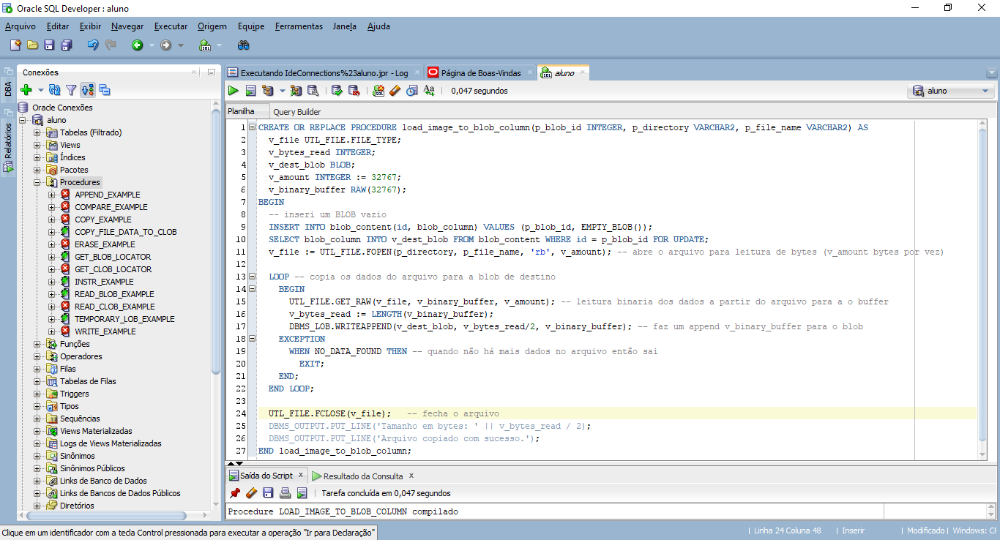 Oracle SQL Developer : aluno
Arquivo Editar Exibir Navegar Executar Origem Equipe Ferramentas Janela Ajuda
DBA
Relatórios
Conexões
Oracle Conexões
aluno
Tabelas (Filtrado)
Views
Índices
Pacotes
Procedures
APPEND_EXAMPLE
COMPARE_EXAMPLE
COPY_EXAMPLE
COPY_FILE_DATA_TO_CLOB
ERASE_EXAMPLE
GET_BLOB_LOCATOR
GET_CLOB_LOCATOR
INSTR_EXAMPLE
READ_BLOB_EXAMPLE
READ_CLOB_EXAMPLE
TEMPORARY_LOB_EXAMPLE
WRITE_EXAMPLE
Funções
Operadores
Filas
Tabelas de Filas
Triggers
Tipos
Sequências
Views Materializadas
Logs de Views Materializadas
Sinônimos
Sinônimos Públicos
Links de Banco de Dados
Links de Bancos de Dados Públicos
Diretórios
Executando IdeConnections%23aluno.jpr - Log
Página de Boas-Vindas
aluno
0,047 segundos
aluno
Planilha Query Builder
1 CREATE OR REPLACE PROCEDURE load_image_to_blob_column(p_blob_id INTEGER, p_directory VARCHAR2, p_file_name VARCHAR2) AS
2 v_file UTL_FILE.FILE_TYPE;
3 v_bytes_read INTEGER;
4 v_dest_blob BLOB;
5 v_amount INTEGER := 32767;
6 v_binary_buffer RAW(32767);
7 BEGIN
8 -- inseri um BLOB vazio
9 INSERT INTO blob_content(id, blob_column) VALUES (p_blob_id, EMPTY_BLOB());
10 SELECT blob_column INTO v_dest_blob FROM blob_content WHERE id = p_blob_id FOR UPDATE;
11 v_file := UTL_FILE.FOPEN(p_directory, p_file_name, 'rb', v_amount); -- abre o arquivo para leitura de bytes (v_amount bytes por vez)
12
13 LOOP -- copia os dados do arquivo para a blob de destino
14 BEGIN
15 UTL_FILE.GET_RAW(v_file, v_binary_buffer, v_amount); -- leitura binaria dos dados a partir do arquivo para a o buffer
16 v_bytes_read := LENGTH(v_binary_buffer);
17 DBMS_LOB.WRITEAPPEND(v_dest_blob, v_bytes_read/2, v_binary_buffer); -- faz um append v_binary_buffer para o blob
18 EXCEPTION
19 WHEN NO_DATA_FOUND THEN -- quando não há mais dados no arquivo então sai
20 EXIT;
21 END;
22 END LOOP;
23
24 UTL_FILE.FCLOSE(v_file); -- fecha o arquivo
25 DBMS_OUTPUT.PUT_LINE('Tamanho em bytes: ' || v_bytes_read / 2);
26 DBMS_OUTPUT.PUT_LINE('Arquivo copiado com sucesso.');
27 END load_image_to_blob_column;
Saída do Script x Resultado da Consulta x
Tarefa concluída em 0,047 segundos
Procedure LOAD_IMAGE_TO_BLOB_COLUMN compilado
Clique em um identificador com a tecla Control pressionada para executar a operação "Ir para Declaração"
| Linha 24 Coluna 48 | Inserir | Modificado | Windows: CF